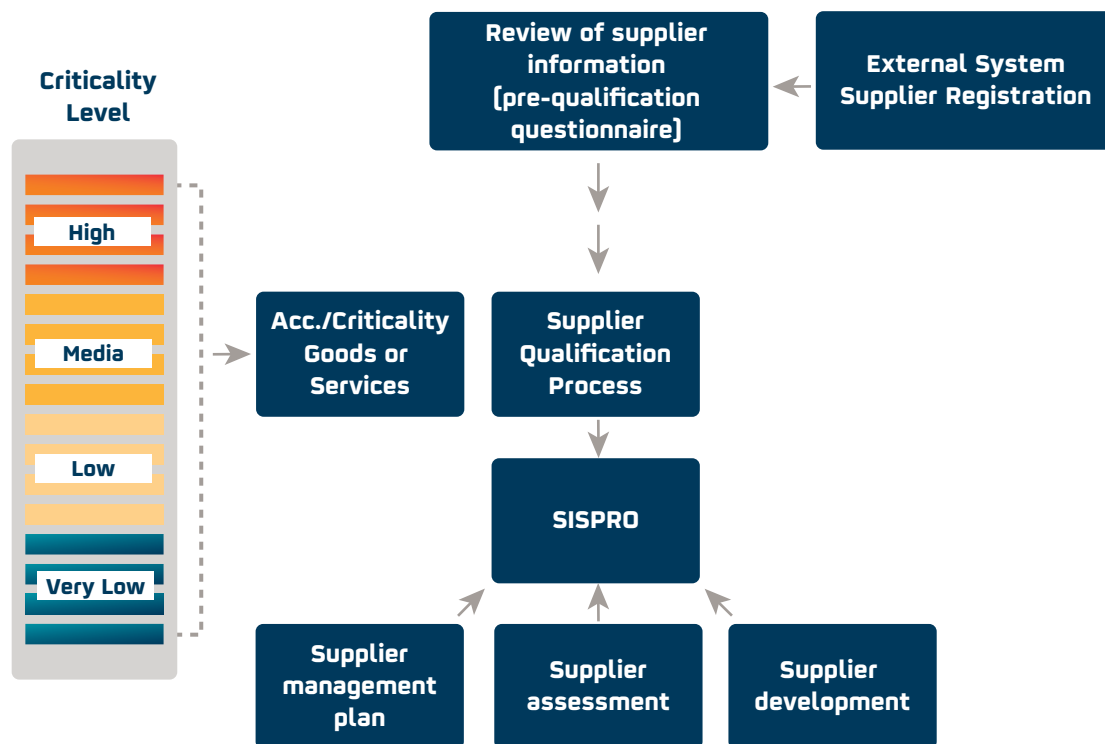 Criticality
Level
High
Media
Low
Very Low
Review of supplier
information
(pre-qualification
questionnaire)
External System
Supplier Registration
Acc./Criticality
Goods or
Services
Supplier
Qualification
Process
SISPRO
Supplier
management
plan
Supplier
assessment
Supplier
development